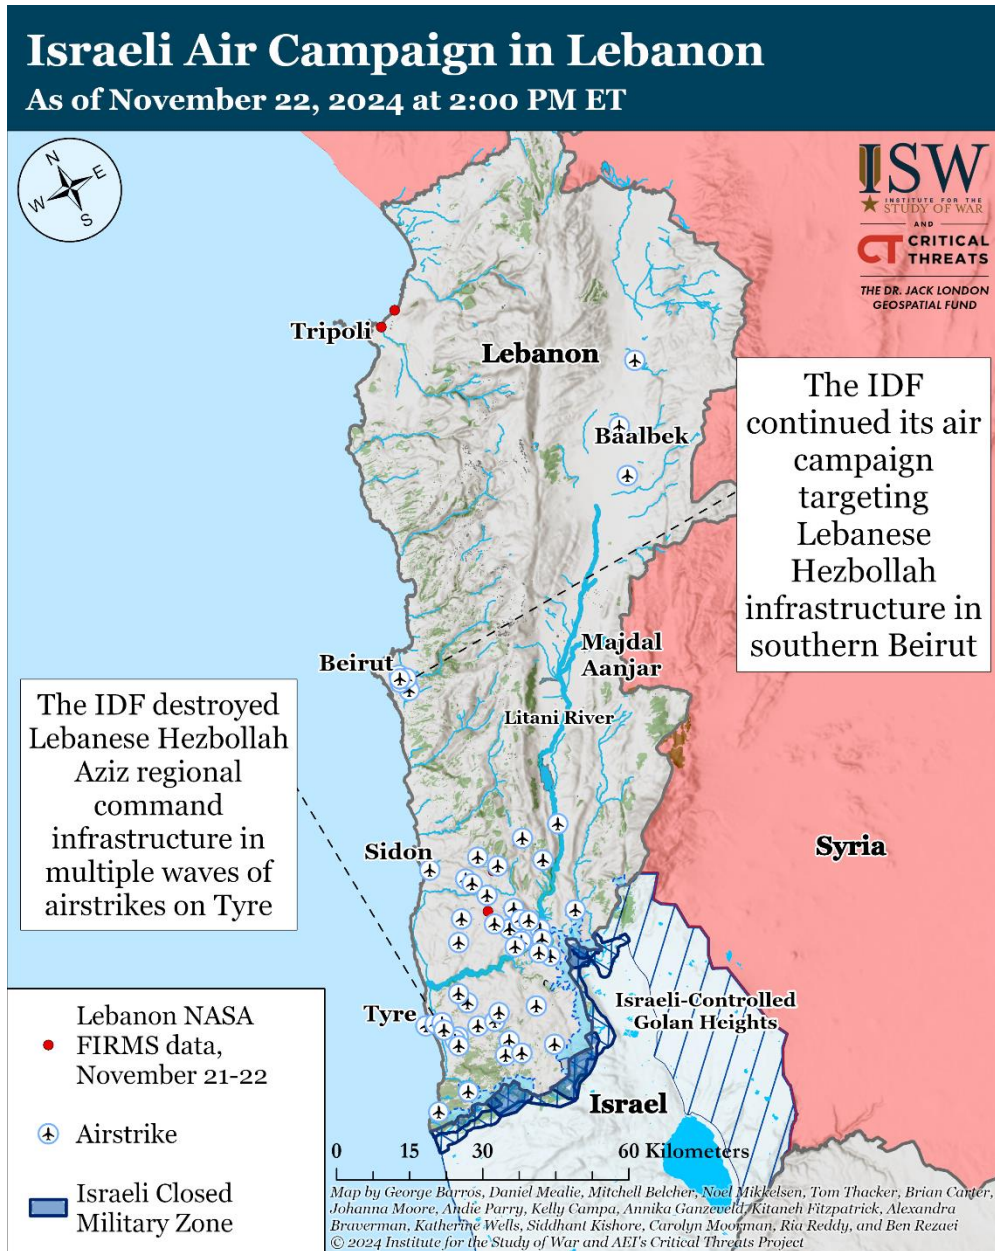 Israeli Air Campaign in Lebanon
As of November 22, 2024 at 2:00 PM ET
N
E
W
S
ISW
INSTITUTE FOR THE
STUDY OF WAR
AND
CT CRITICAL
THREATS
THE DR. JACK LONDON
GEOSPATIAL FUND
Tripoli
Lebanon
Baalbek
The IDF
continued its air
campaign
targeting
Lebanese
Hezbollah
infrastructure in
southern Beirut
Beirut
Majdal
Aanjar
Litani River
The IDF destroyed
Lebanese Hezbollah
Aziz regional
command
infrastructure in
multiple waves of
airstrikes on Tyre
Sidon
Syria
Tyre
Israeli-Controlled
Golan Heights
Israel
Lebanon NASA
FIRMS data,
November 21-22
Airstrike
Israeli Closed
Military Zone
0 15 30 60 Kilometers
Map by George Barros, Daniel Mealie, Mitchell Belcher, Noel Mikkelsen, Tom Thacker, Brian Carter,
Johanna Moore, Andie Parry, Kelly Campa, Annika Ganzeveld, Kitaneh Fitzpatrick, Alexandra
Braverman, Katherine Wells, Siddhant Kishore, Carolyn Moorman, Ria Reddy, and Ben Rezaei
© 2024 Institute for the Study of War and AEI's Critical Threats Project